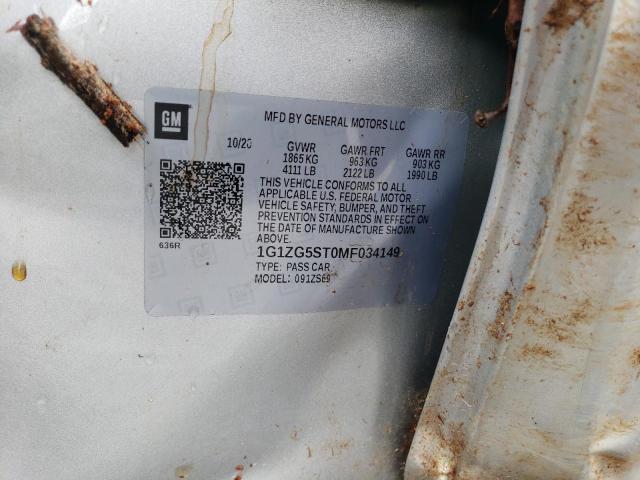 GM
MFD BY GENERAL MOTORS LLC
10/20 GVWR GAWR FRT GAWR RR
1865 KG 963 KG 903 KG
4111 LB 2122 LB 1990 LB
THIS VEHICLE CONFORMS TO ALL
APPLICABLE U.S. FEDERAL MOTOR
VEHICLE SAFETY, BUMPER, AND THEFT
PREVENTION STANDARDS IN EFFECT ON
THE DATE OF MANUFACTURE SHOWN
ABOVE.
636R
1G1ZG5ST0MF034149
TYPE: PASS CAR
MODEL: 091ZS69